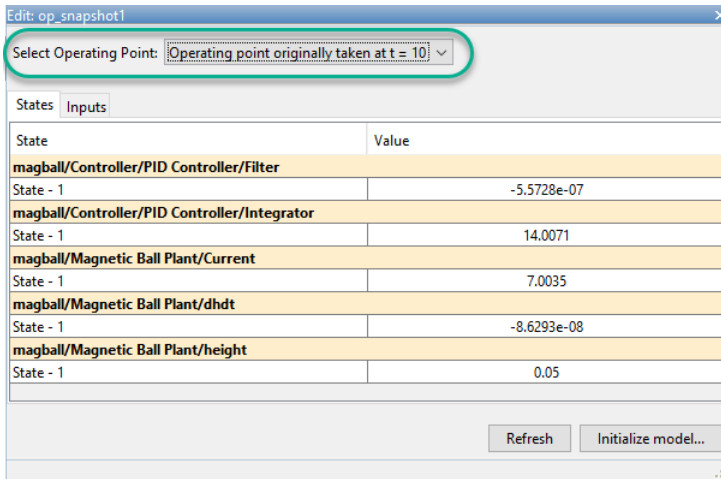 Edit: op_snapshot1
Select Operating Point: Operating point originally taken at t = 10
States Inputs
State Value
magball/Controller/PID Controller/Filter
State - 1 -5.5728e-07
magball/Controller/PID Controller/Integrator
State - 1 14.0071
magball/Magnetic Ball Plant/Current
State - 1 7.0035
magball/Magnetic Ball Plant/dhdt
State - 1 -8.6293e-08
magball/Magnetic Ball Plant/height
State - 1 0.05
Refresh Initialize model...